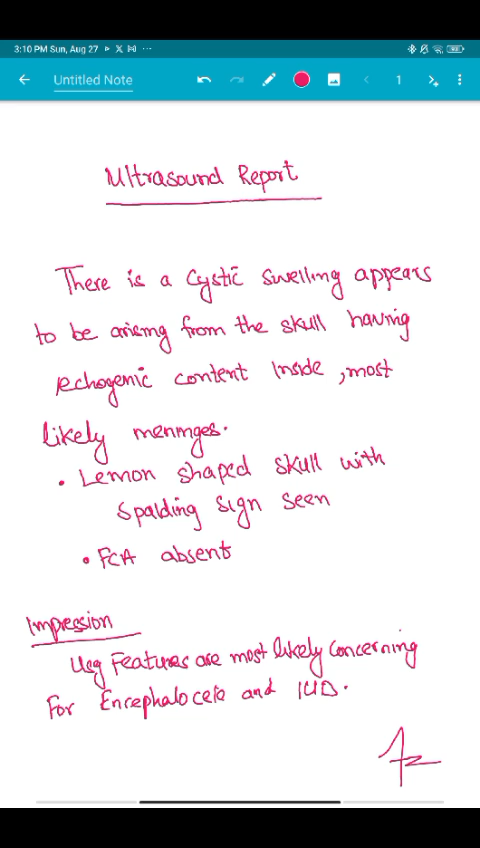 3:10 PM Sun, Aug 27
Untitled Note
1
Ultrasound Report
There is a cystic swelling appears
to be arising from the skull having
echogenic content inside, most
likely meninges.
• Lemon shaped skull with
spalding sign seen
• FCA absent
Impression
Usg Features are most likely concerning
For Encephalocele and IUD.